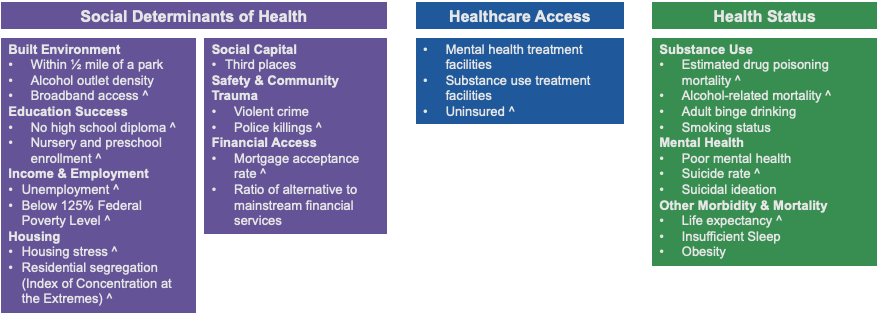 Social Determinants of Health
Built Environment
• Within ½ mile of a park
• Alcohol outlet density
• Broadband access ^
Education Success
• No high school diploma ^
• Nursery and preschool
enrollment ^
Income & Employment
• Unemployment ^
• Below 125% Federal
Poverty Level ^
Housing
• Housing stress ^
• Residential segregation
(Index of Concentration at
the Extremes) ^
Social Capital
• Third places
Safety & Community
Trauma
• Violent crime
• Police killings ^
Financial Access
• Mortgage acceptance
rate ^
• Ratio of alternative to
mainstream financial
services
Healthcare Access
• Mental health treatment
facilities
• Substance use treatment
facilities
• Uninsured ^
Health Status
Substance Use
• Estimated drug poisoning
mortality ^
• Alcohol-related mortality ^
• Adult binge drinking
• Smoking status
Mental Health
• Poor mental health
• Suicide rate ^
• Suicidal ideation
Other Morbidity & Mortality
• Life expectancy ^
• Insufficient Sleep
• Obesity